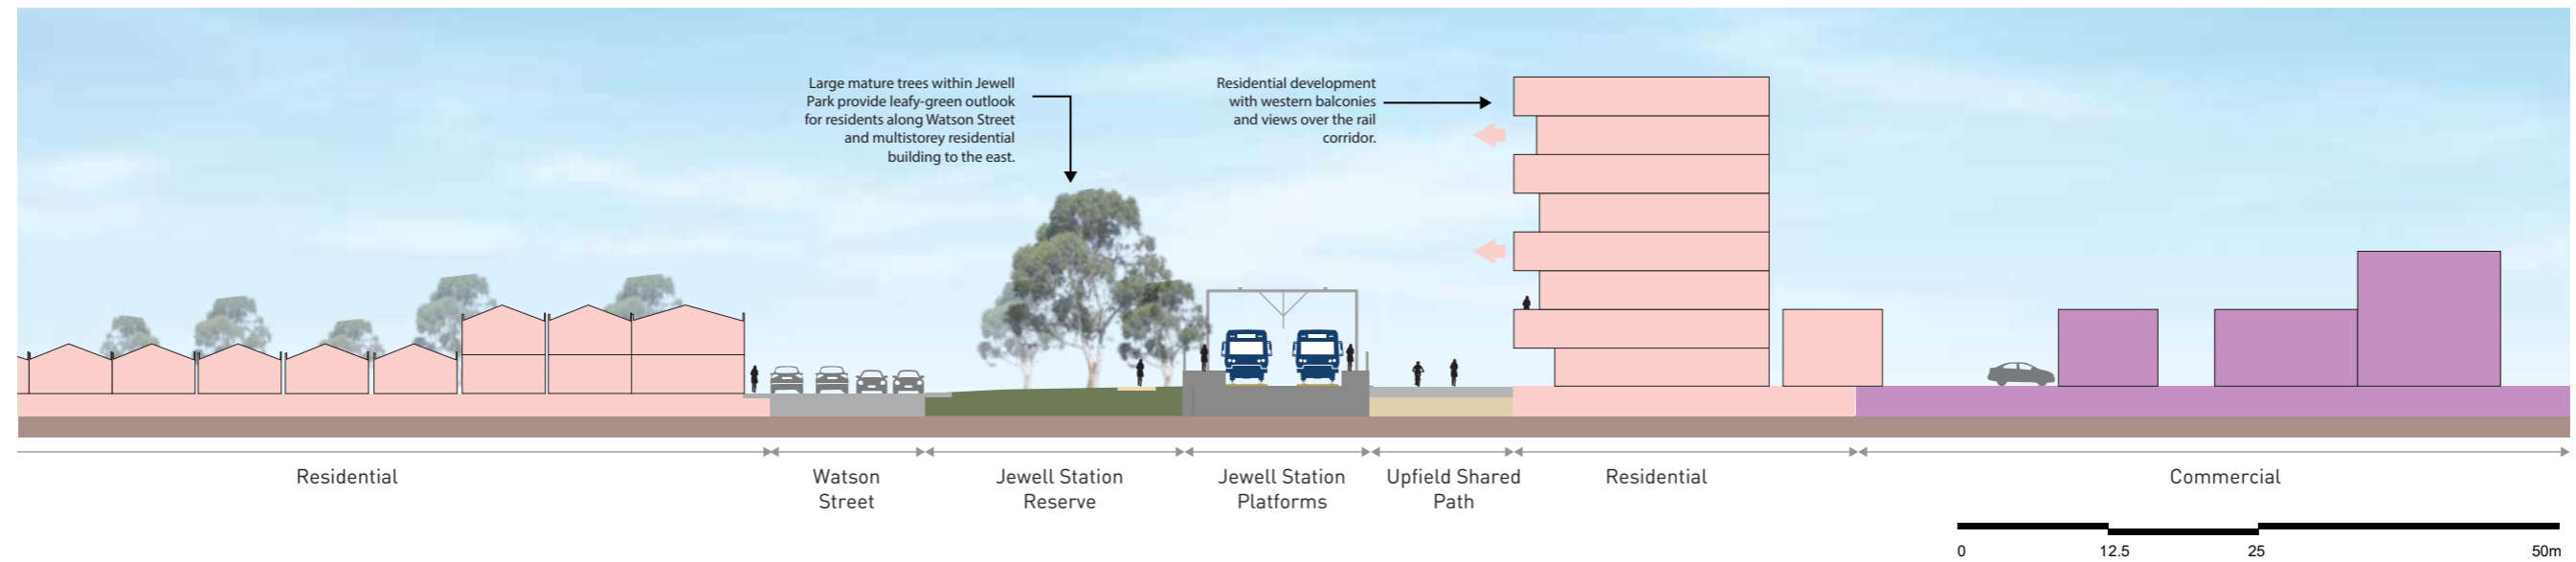 Large mature trees within Jewell
Park provide leafy-green outlook
for residents along Watson Street
and multistorey residential
building to the east.
Residential development
with western balconies
and views over the rail
corridor.
Residential
Watson
Street
Jewell Station
Reserve
Jewell Station
Platforms
Upfield Shared
Path
Residential
Commercial
0 12.5 25 50m